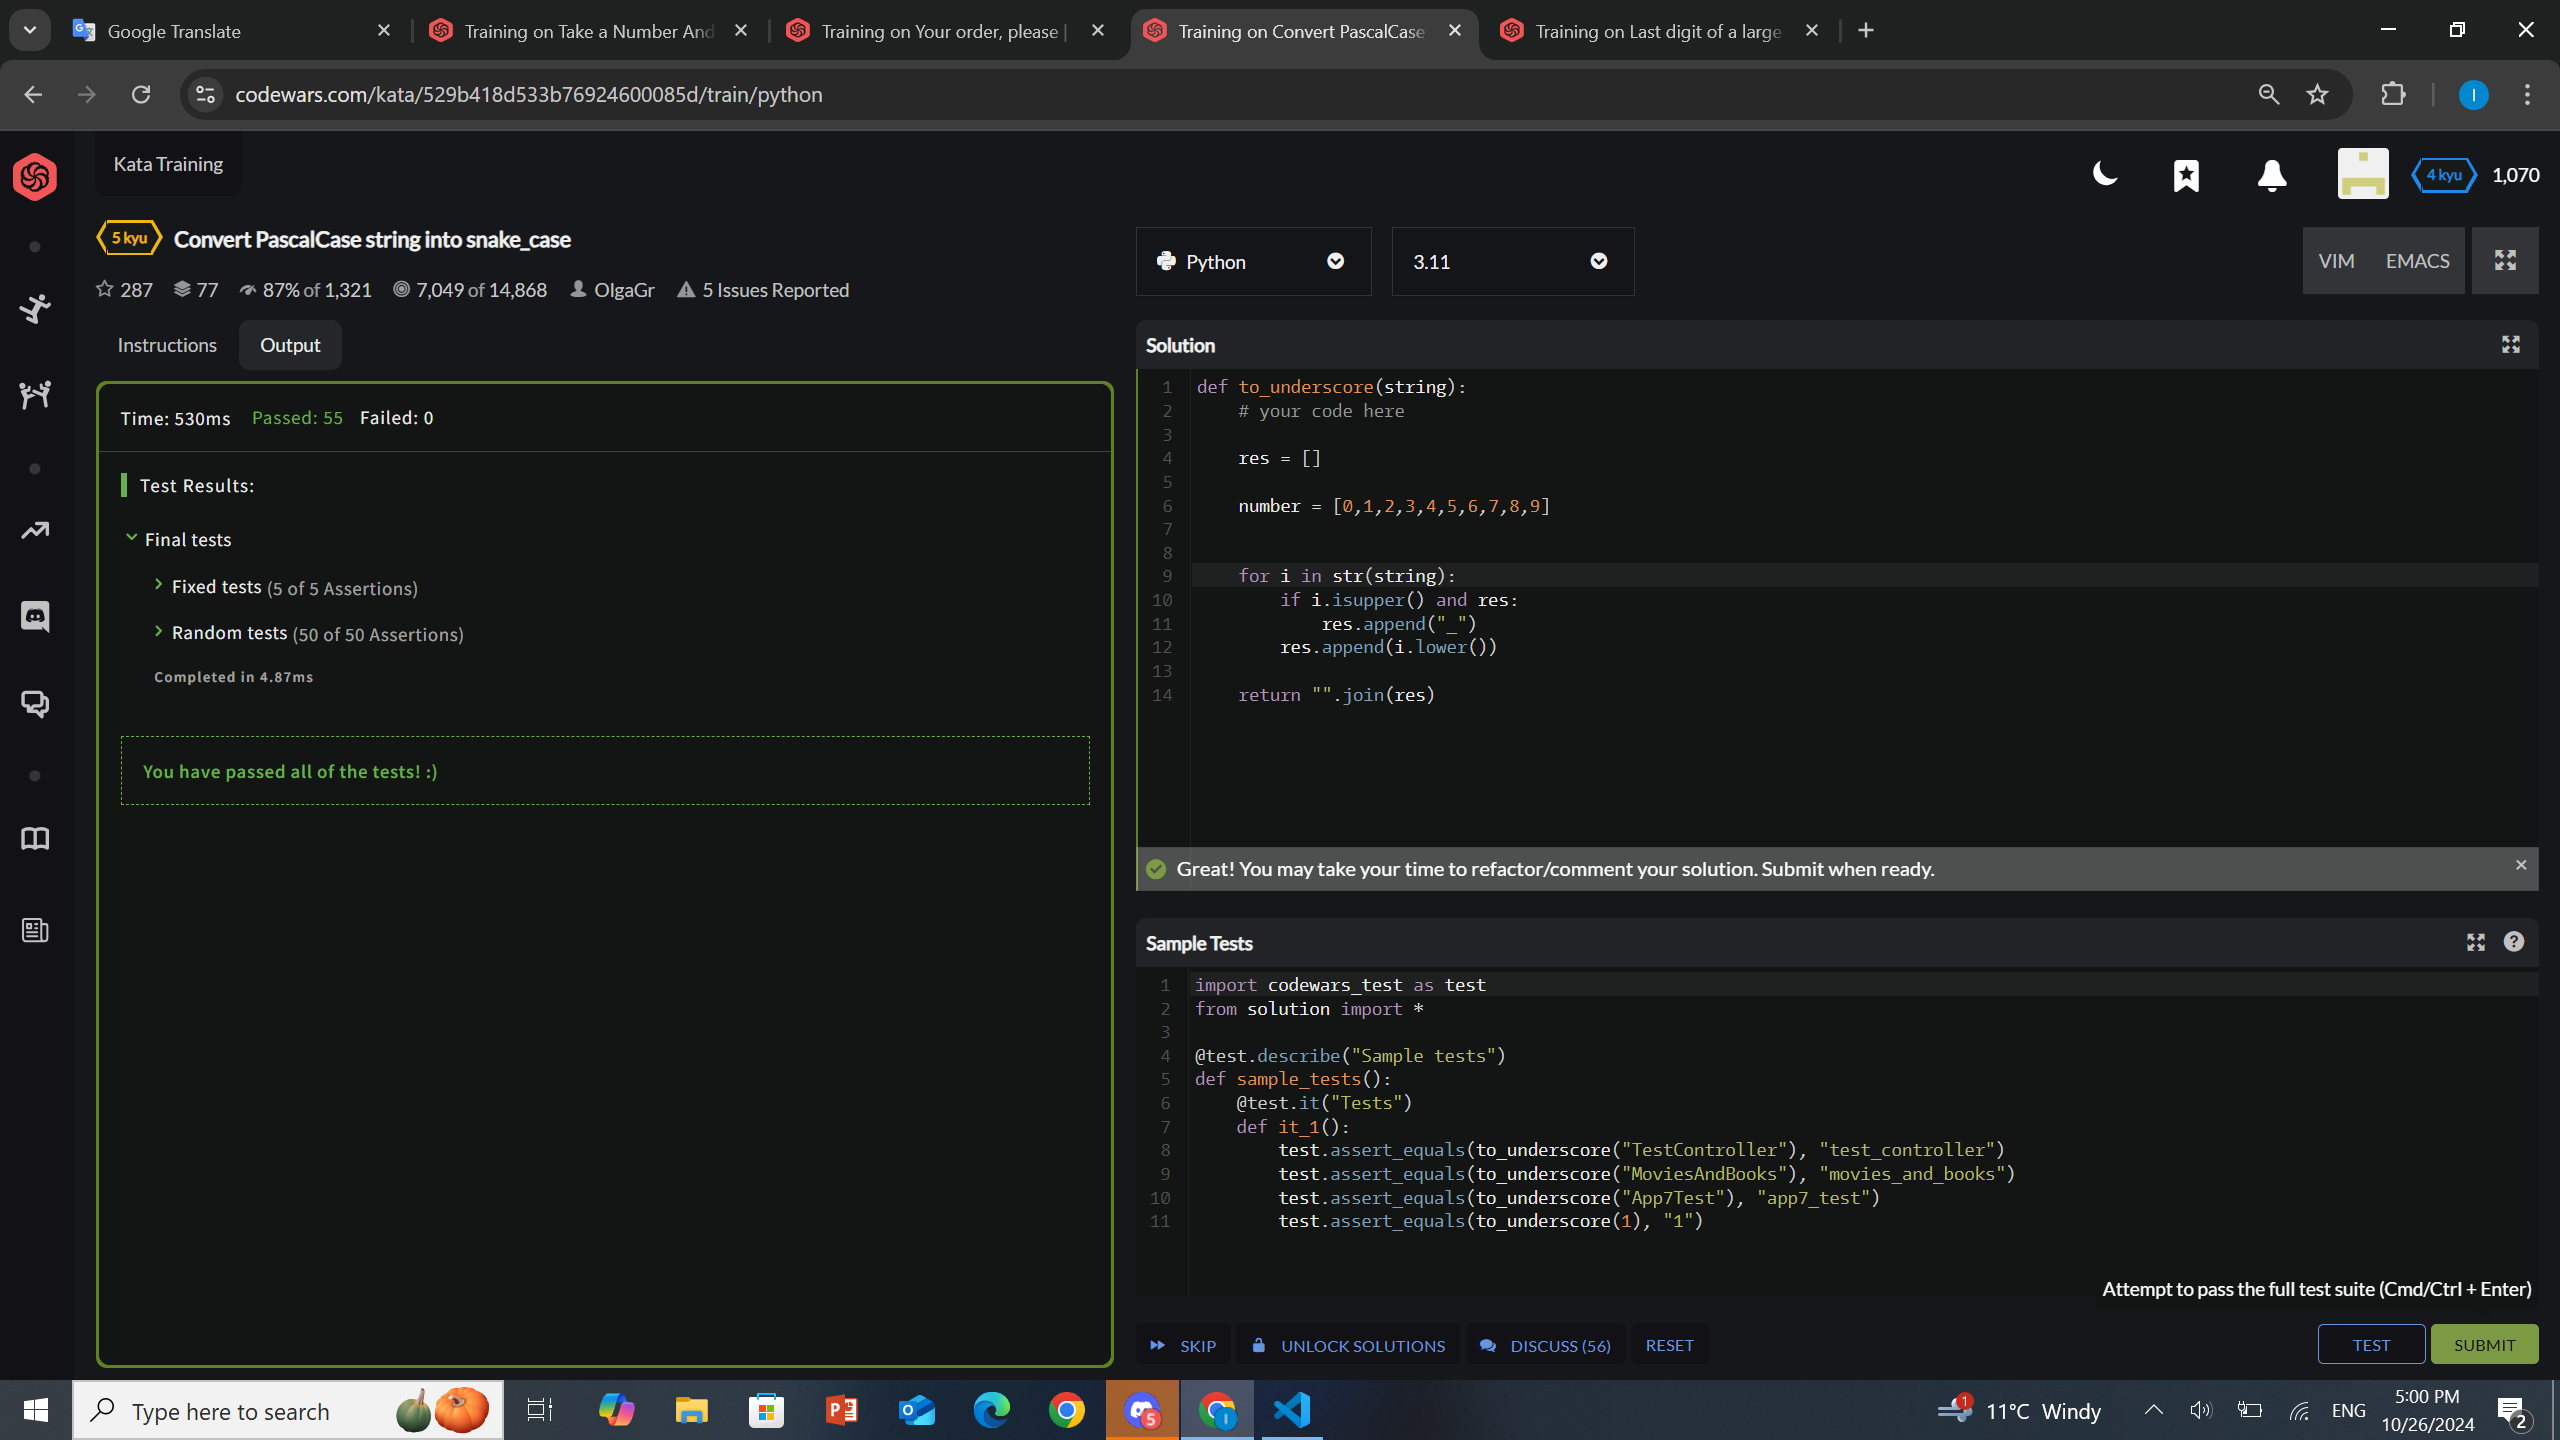 Google Translate
Training on Take a Number And
Training on Your order, please |
Training on Convert PascalCase
Training on Last digit of a large
codewars.com/kata/529b418d533b76924600085d/train/python
I
Kata Training
4 kyu
1,070
5 kyu
Convert PascalCase string into snake_case
287
77
87% of 1,321
7,049 of 14,868
OlgaGr
5 Issues Reported
Python
3.11
VIM
EMACS
Instructions
Output
Time: 530ms Passed: 55 Failed: 0
Test Results:
Final tests
Fixed tests (5 of 5 Assertions)
Random tests (50 of 50 Assertions)
Completed in 4.87ms
You have passed all of the tests! :)
Solution
1 def to_underscore(string):
2     # your code here
3
4     res = []
5
6     number = [0,1,2,3,4,5,6,7,8,9]
7
8
9     for i in str(string):
10         if i.isupper() and res:
11             res.append("_")
12         res.append(i.lower())
13
14     return "".join(res)
Great! You may take your time to refactor/comment your solution. Submit when ready.
Sample Tests
1 import codewars_test as test
2 from solution import *
3
4 @test.describe("Sample tests")
5 def sample_tests():
6     @test.it("Tests")
7     def it_1():
8         test.assert_equals(to_underscore("TestController"), "test_controller")
9         test.assert_equals(to_underscore("MoviesAndBooks"), "movies_and_books")
10         test.assert_equals(to_underscore("App7Test"), "app7_test")
11         test.assert_equals(to_underscore(1), "1")
Attempt to pass the full test suite (Cmd/Ctrl + Enter)
SKIP
UNLOCK SOLUTIONS
DISCUSS (56)
RESET
TEST
SUBMIT
Type here to search
5
I
1
11°C Windy
ENG
5:00 PM
10/26/2024
2